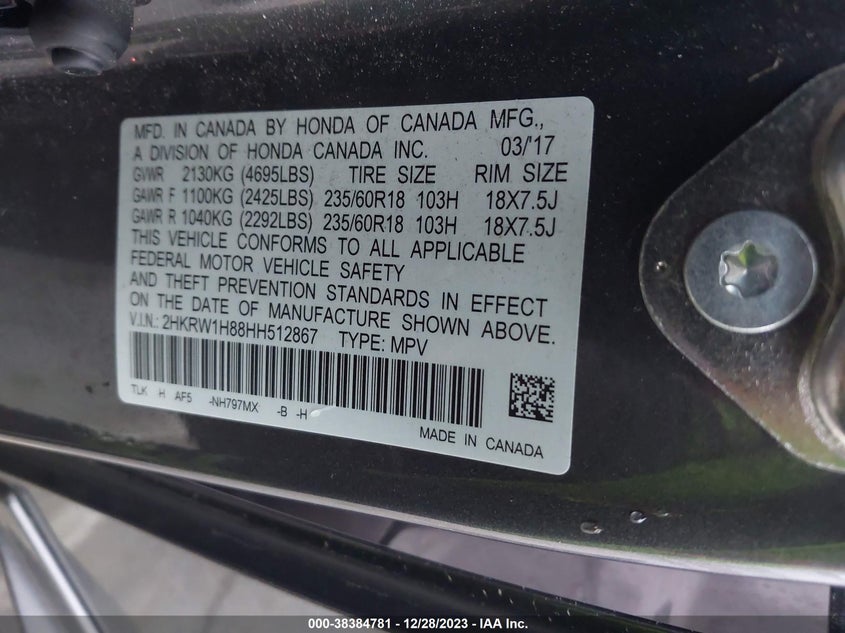 MFD. IN CANADA BY HONDA OF CANADA MFG.,
A DIVISION OF HONDA CANADA INC. 03/'17
GVWR 2130KG (4695LBS) TIRE SIZE RIM SIZE
GAWR F 1100KG (2425LBS) 235/60R18 103H 18X7.5J
GAWR R 1040KG (2292LBS) 235/60R18 103H 18X7.5J
THIS VEHICLE CONFORMS TO ALL APPLICABLE
FEDERAL MOTOR VEHICLE SAFETY
AND THEFT PREVENTION STANDARDS IN EFFECT
ON THE DATE OF MANUFACTURE SHOWN ABOVE.
V.I.N.: 2HKRW1H88HH512867 TYPE: MPV
TLK H AF5 -NH797MX -B -H
MADE IN CANADA
000-38384781 - 12/28/2023 - IAA Inc.